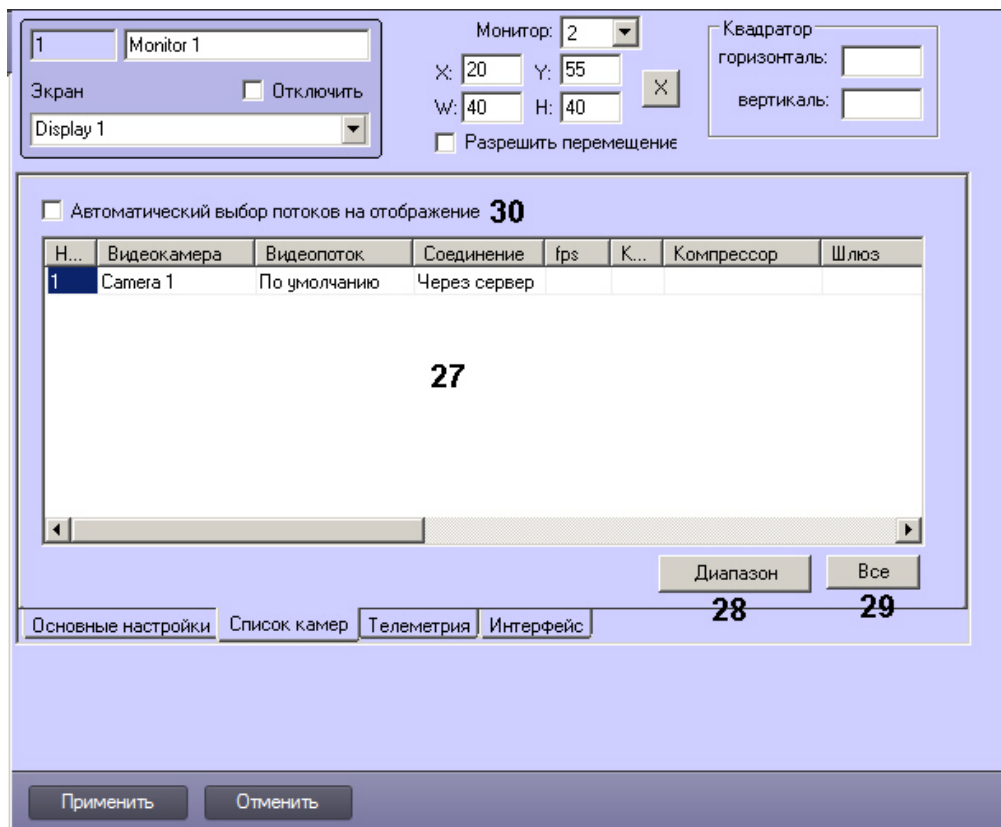 1 Monitor 1
Экран Отключить
Display 1
Монитор: 2
X: 20 Y: 55
W: 40 H: 40
X
Разрешить перемещение
Квадратор
горизонталь:
вертикаль:
Автоматический выбор потоков на отображение 30
Н... Видеокамера Видеопоток Соединение fps К... Компрессор Шлюз
1 Camera 1 По умолчанию Через сервер
27
Диапазон Все
28 29
Основные настройки Список камер Телеметрия Интерфейс
Применить Отменить